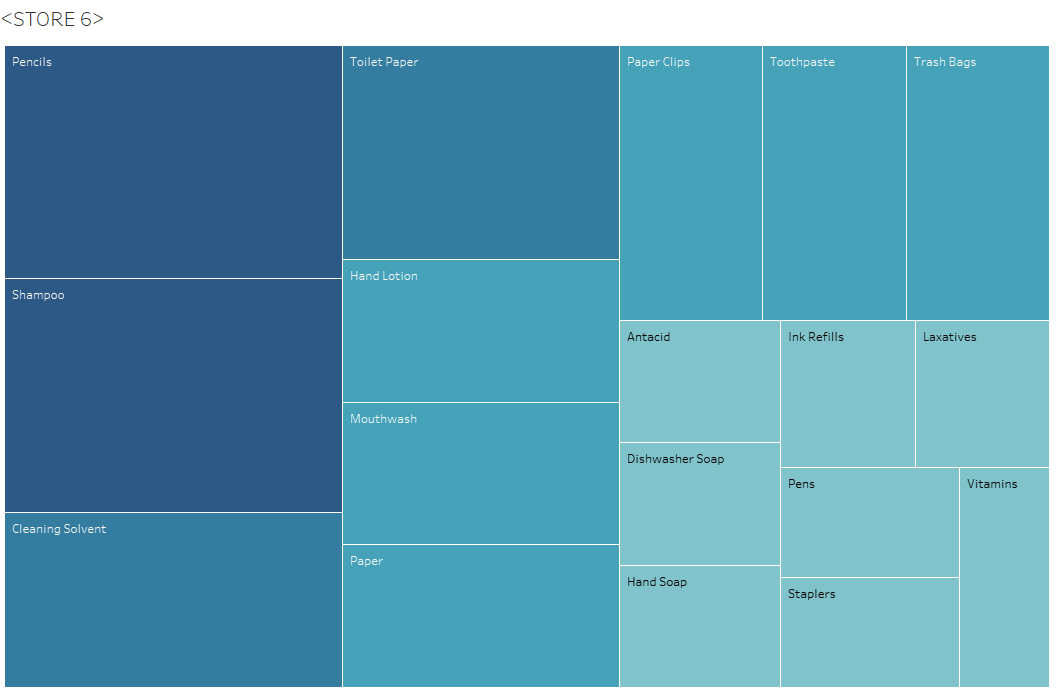 <STORE 6>
Pencils
Toilet Paper
Paper Clips
Toothpaste
Trash Bags
Hand Lotion
Shampoo
Antacid
Ink Refills
Laxatives
Mouthwash
Dishwasher Soap
Pens
Vitamins
Cleaning Solvent
Paper
Hand Soap
Staplers